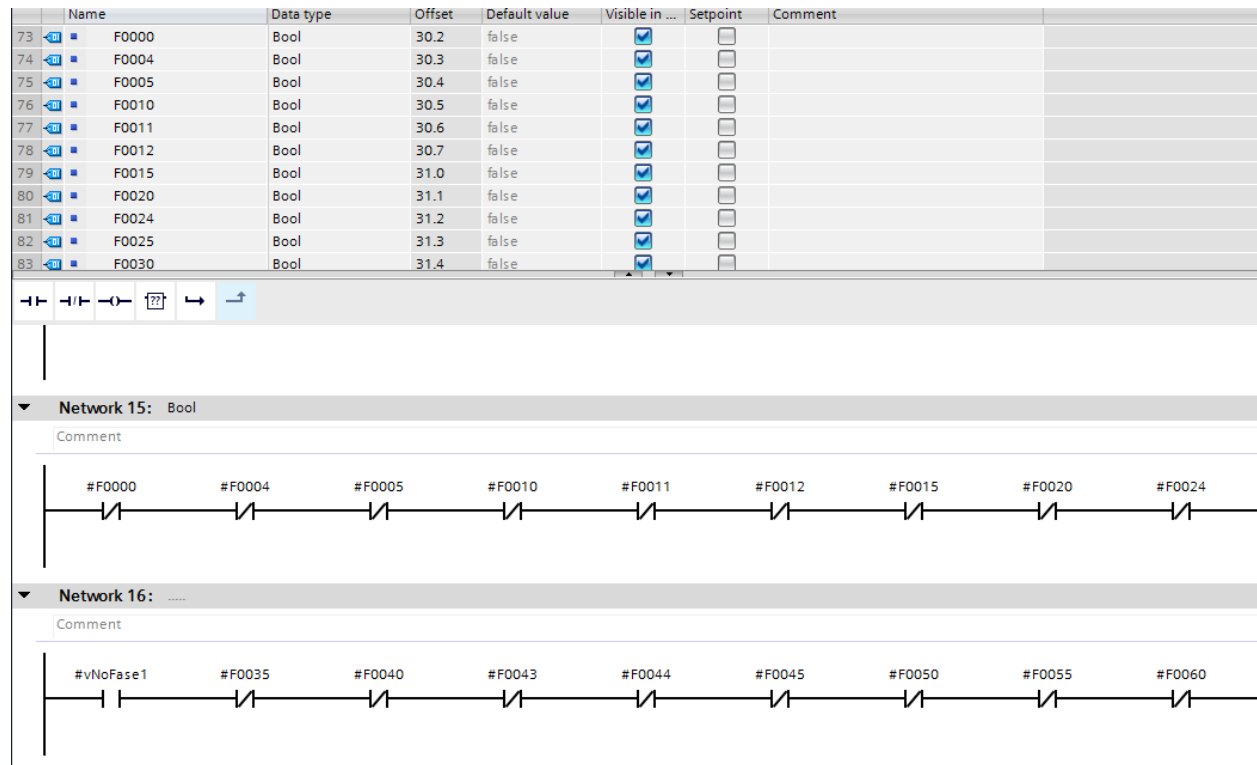 Name Data type Offset Default value Visible in ... Setpoint Comment
73 F0000 Bool 30.2 false
74 F0004 Bool 30.3 false
75 F0005 Bool 30.4 false
76 F0010 Bool 30.5 false
77 F0011 Bool 30.6 false
78 F0012 Bool 30.7 false
79 F0015 Bool 31.0 false
80 F0020 Bool 31.1 false
81 F0024 Bool 31.2 false
82 F0025 Bool 31.3 false
83 F0030 Bool 31.4 false
??
Network 15: Bool
Comment
#F0000 #F0004 #F0005 #F0010 #F0011 #F0012 #F0015 #F0020 #F0024
Network 16: .....
Comment
#vNoFase1 #F0035 #F0040 #F0043 #F0044 #F0045 #F0050 #F0055 #F0060